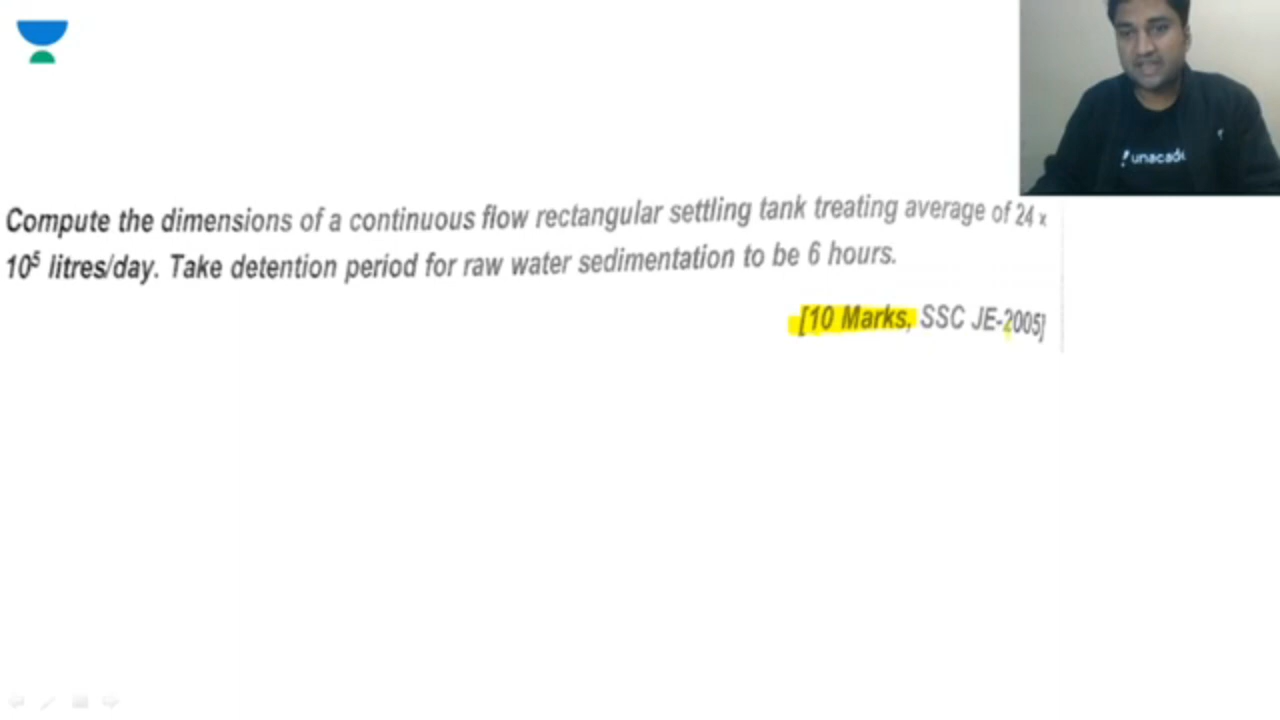 Compute the dimensions of a continuous flow rectangular settling tank treating average of 24 x
10⁵ litres/day. Take detention period for raw water sedimentation to be 6 hours.
[10 Marks, SSC JE-2005]
unacade